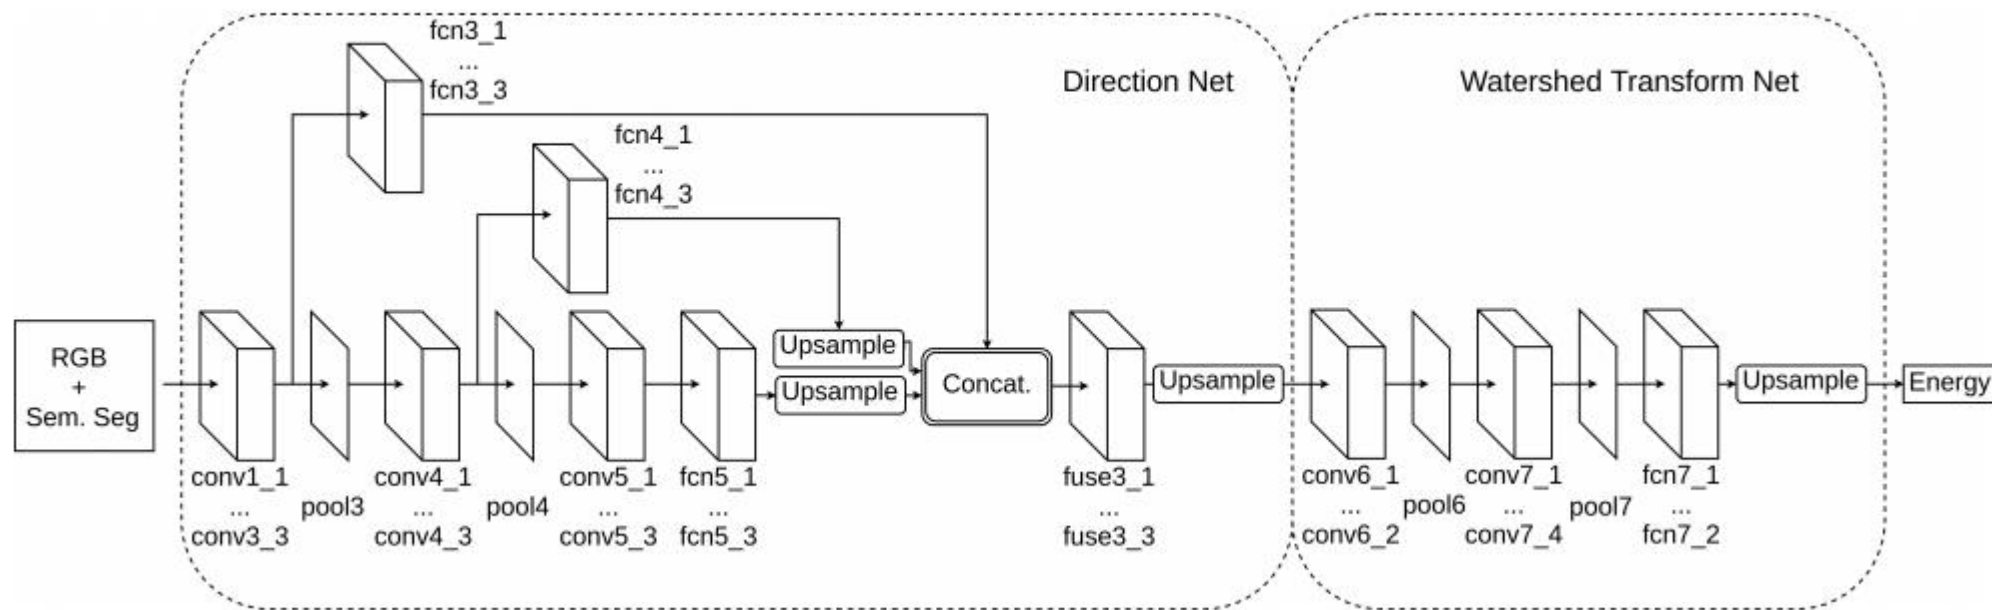 fcn3_1
...
fcn3_3
Direction Net
Watershed Transform Net
fcn4_1
...
fcn4_3
RGB
+
Sem. Seg
Upsample
Upsample
Concat.
Upsample
Upsample
Energy
conv1_1
...
conv3_3
pool3
conv4_1
...
conv4_3
pool4
conv5_1
...
conv5_3
fcn5_1
...
fcn5_3
fuse3_1
...
fuse3_3
conv6_1
...
conv6_2
pool6
conv7_1
...
conv7_4
pool7
fcn7_1
...
fcn7_2